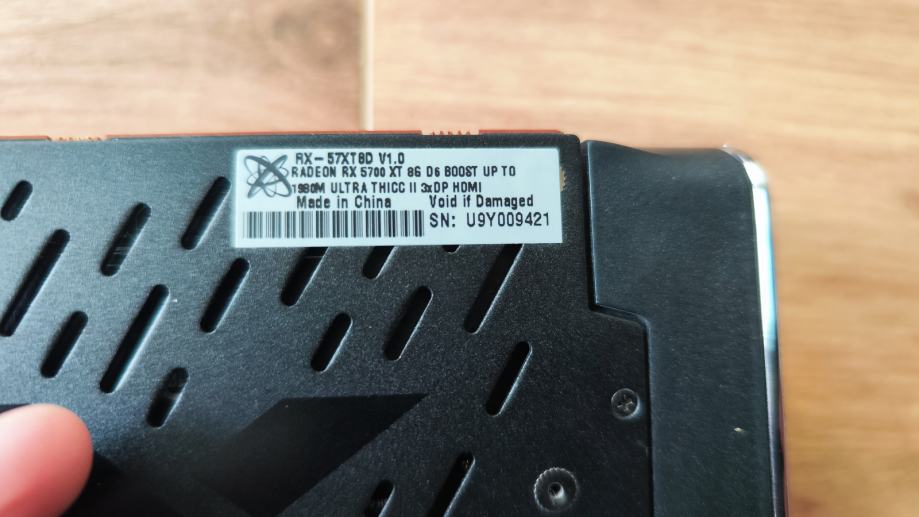 RX-57XT8D V1.0
RADEON RX 5700 XT 8G D6 BOOST UP TO
1980M ULTRA THICC II 3xDP HDMI
Made in China Void if Damaged
SN: U9Y009421